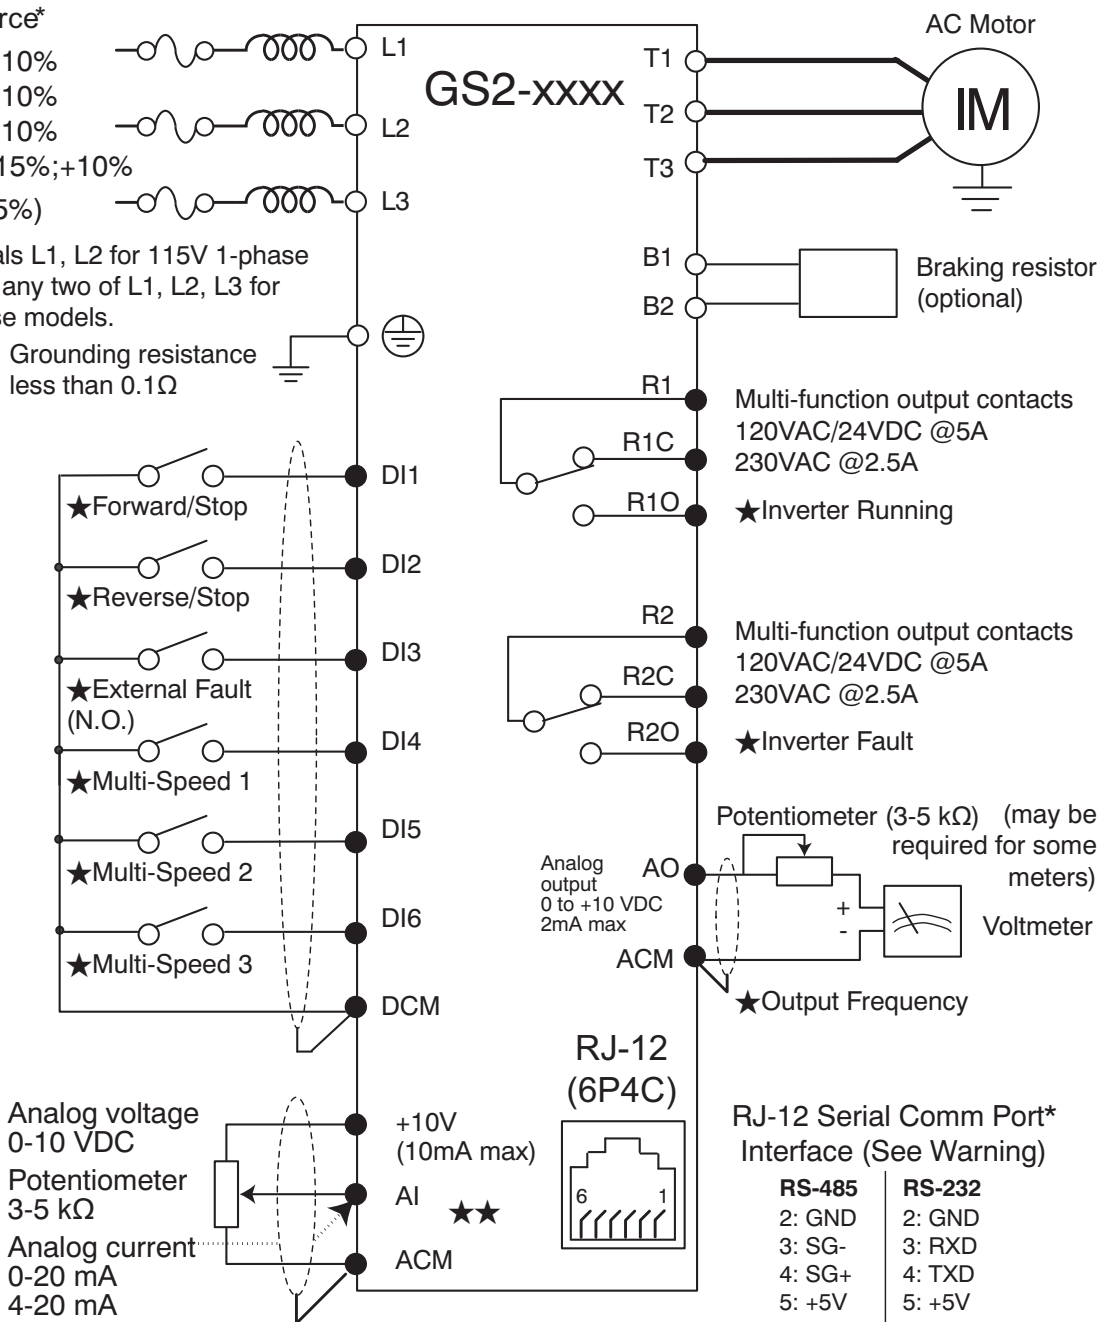 rce*
10%
10%
10%
15%;+10%
5%)
als L1, L2 for 115V 1-phase
any two of L1, L2, L3 for
se models.
Grounding resistance
less than 0.1Ω
L1
L2
L3
GS2-xxxx
T1
T2
T3
AC Motor
IM
B1
B2
Braking resistor
(optional)
R1
R1C
R1O
Multi-function output contacts
120VAC/24VDC @5A
230VAC @2.5A
★Inverter Running
DI1
★Forward/Stop
DI2
★Reverse/Stop
DI3
★External Fault
(N.O.)
DI4
★Multi-Speed 1
DI5
★Multi-Speed 2
DI6
★Multi-Speed 3
DCM
R2
R2C
R2O
Multi-function output contacts
120VAC/24VDC @5A
230VAC @2.5A
★Inverter Fault
Potentiometer (3-5 kΩ) (may be
required for some
meters)
Analog
output
0 to +10 VDC
2mA max
AO
ACM
+
-
Voltmeter
★Output Frequency
RJ-12
(6P4C)
6 1
Analog voltage
0-10 VDC
Potentiometer
3-5 kΩ
Analog current
0-20 mA
4-20 mA
+10V
(10mA max)
AI
★★
ACM
RJ-12 Serial Comm Port*
Interface (See Warning)
RS-485 RS-232
2: GND 2: GND
3: SG- 3: RXD
4: SG+ 4: TXD
5: +5V 5: +5V